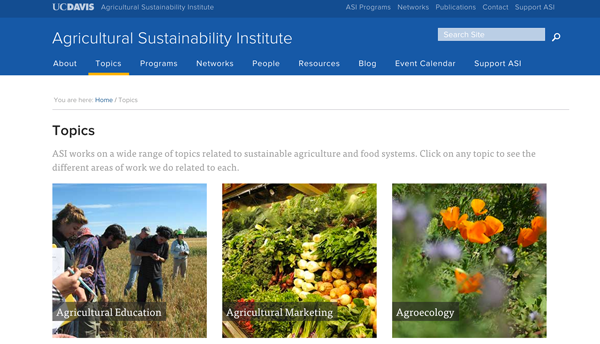 UCDAVIS Agricultural Sustainability Institute
ASI Programs Networks Publications Contact Support ASI
Agricultural Sustainability Institute
Search Site
About Topics Programs Networks People Resources Blog Event Calendar Support ASI
You are here: Home / Topics
Topics
ASI works on a wide range of topics related to sustainable agriculture and food systems. Click on any topic to see the
different areas of work we do related to each.
Agricultural Education
Agricultural Marketing
Agroecology